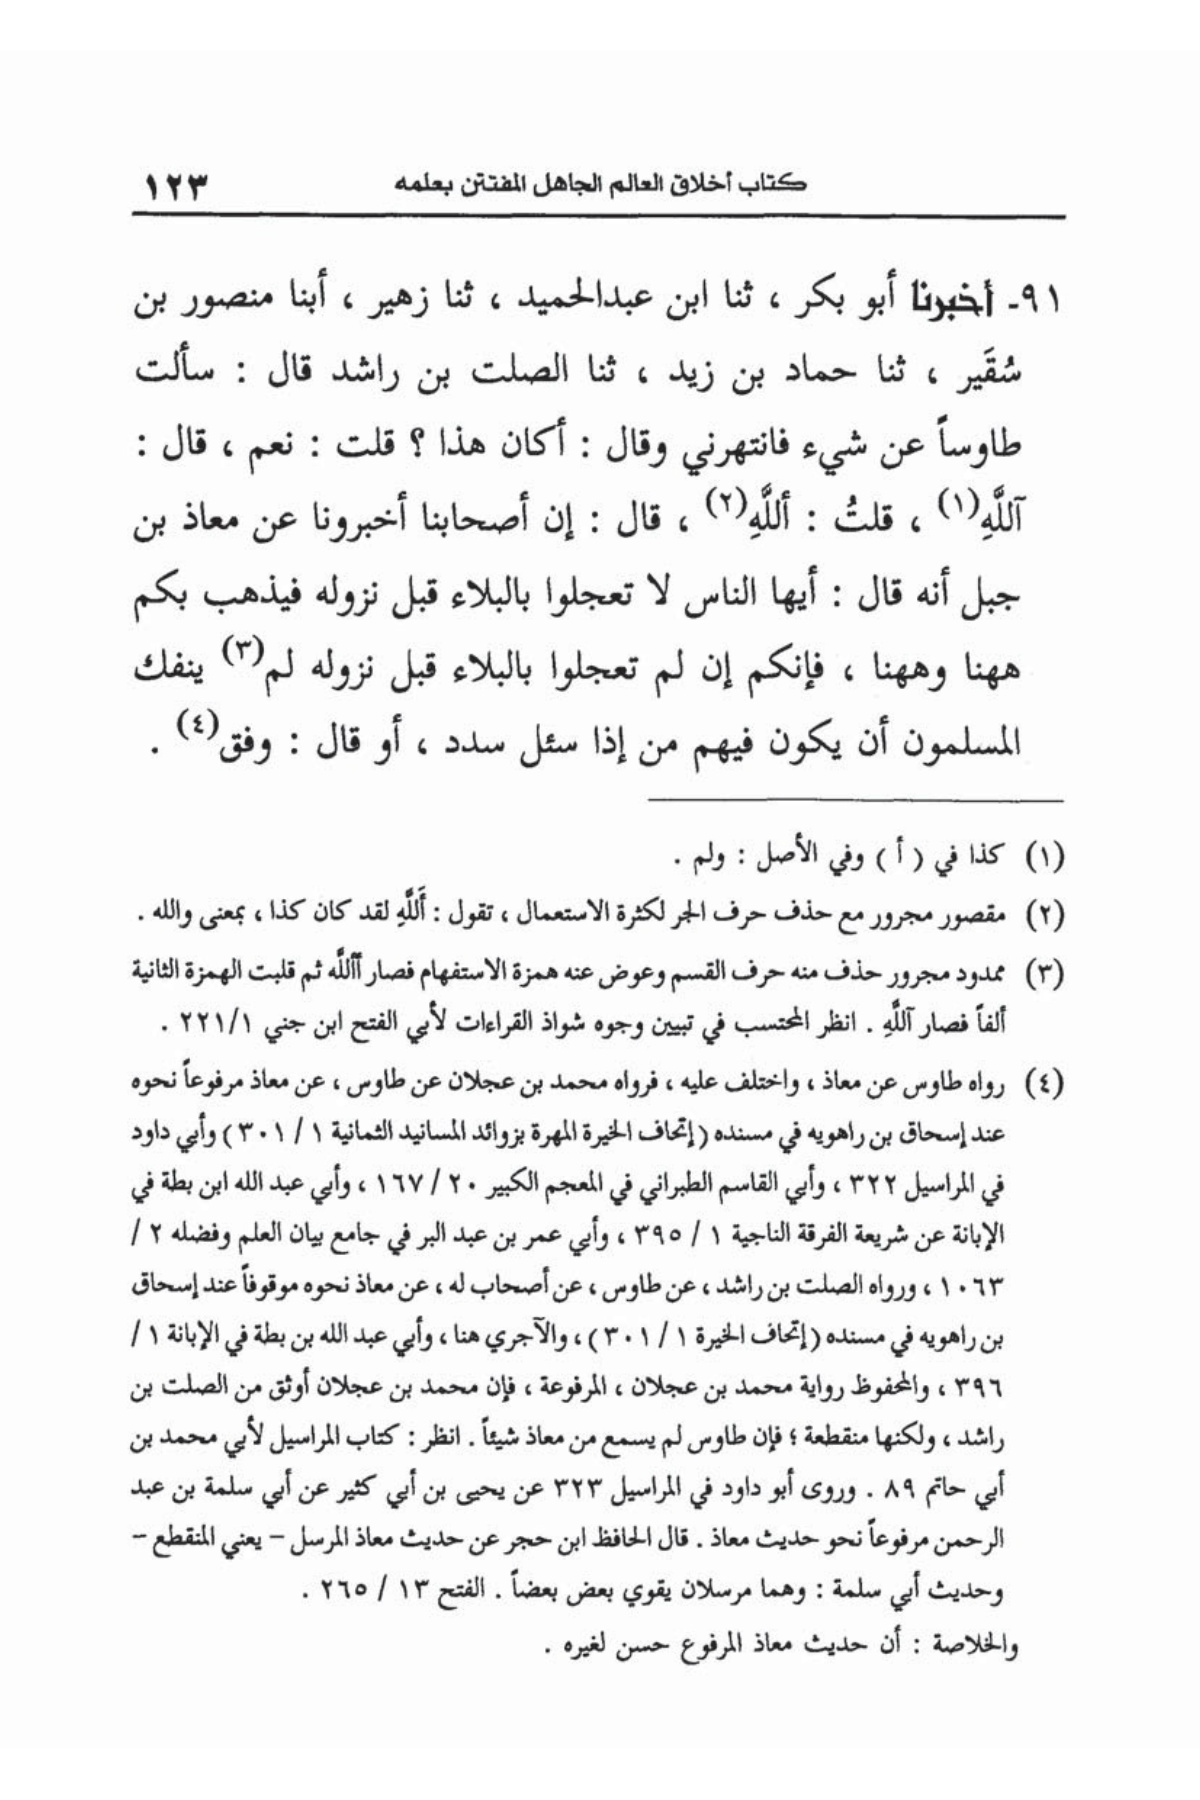 كتاب أخلاق العالم الجاهل المفتتن بعلمه
١٢٣
٩١- أخبرنا أبو بكر ، ثنا ابن عبدالحميد ، ثنا زهير ، أبنا منصور بن
سُقَير ، ثنا حماد بن زيد ، ثنا الصلت بن راشد قال : سألت
طاوساً عن شيء فانتهرني وقال : أكان هذا ؟ قلت : نعم ، قال :
آللَّهِ(١) ، قلتُ : أللَّهِ(٢) ، قال : إن أصحابنا أخبرونا عن معاذ بن
جبل أنه قال : أيها الناس لا تعجلوا بالبلاء قبل نزوله فيذهب بكم
ههنا وههنا ، فإنكم إن لم تعجلوا بالبلاء قبل نزوله لم(٣) ينفك
المسلمون أن يكون فيهم من إذا سئل سدد ، أو قال : وفق(٤) .
(١) كذا في ( أ ) وفي الأصل : ولم .
(٢) مقصور مجرور مع حذف حرف الجر لكثرة الاستعمال ، تقول : أَللَّهِ لقد كان كذا ، بمعنى والله .
(٣) ممدود مجرور حذف منه حرف القسم وعوض عنه همزة الاستفهام فصار أَأللَّه ثم قلبت الهمزة الثانية
ألفاً فصار آللَّهِ . انظر المحتسب في تبيين وجوه شواذ القراءات لأبي الفتح ابن جني ٢٢١/١ .
(٤) رواه طاوس عن معاذ ، واختلف عليه ، فرواه محمد بن عجلان عن طاوس ، عن معاذ مرفوعاً نحوه
عند إسحاق بن راهويه في مسنده ( إتحاف الخيرة المهرة بزوائد المسانيد الثمانية ١ / ٣٠١ ) وأبي داود
في المراسيل ٣٢٢ ، وأبي القاسم الطبراني في المعجم الكبير ٢٠ / ١٦٧ ، وأبي عبد الله ابن بطة في
الإبانة عن شريعة الفرقة الناجية ١ / ٣٩٥ ، وأبي عمر بن عبد البر في جامع بيان العلم وفضله ٢ /
١٠٦٣ ، ورواه الصلت بن راشد ، عن طاوس ، عن أصحاب له ، عن معاذ نحوه موقوفاً عند إسحاق
بن راهويه في مسنده ( إتحاف الخيرة ١ / ٣٠١ ) ، والآجري هنا ، وأبي عبد الله بن بطة في الإبانة ١ /
٣٩٦ ، والمحفوظ رواية محمد بن عجلان ، المرفوعة ، فإن محمد بن عجلان أوثق من الصلت بن
راشد ، ولكنها منقطعة ؛ فإن طاوس لم يسمع من معاذ شيئاً . انظر : كتاب المراسيل لأبي محمد بن
أبي حاتم ٨٩ . وروى أبو داود في المراسيل ٣٢٣ عن يحيى بن أبي كثير عن أبي سلمة بن عبد
الرحمن مرفوعاً نحو حديث معاذ . قال الحافظ ابن حجر عن حديث معاذ المرسل – يعني المنقطع –
وحديث أبي سلمة : وهما مرسلان يقوي بعض بعضاً . الفتح ١٣ / ٢٦٥ .
والخلاصة : أن حديث معاذ المرفوع حسن لغيره .